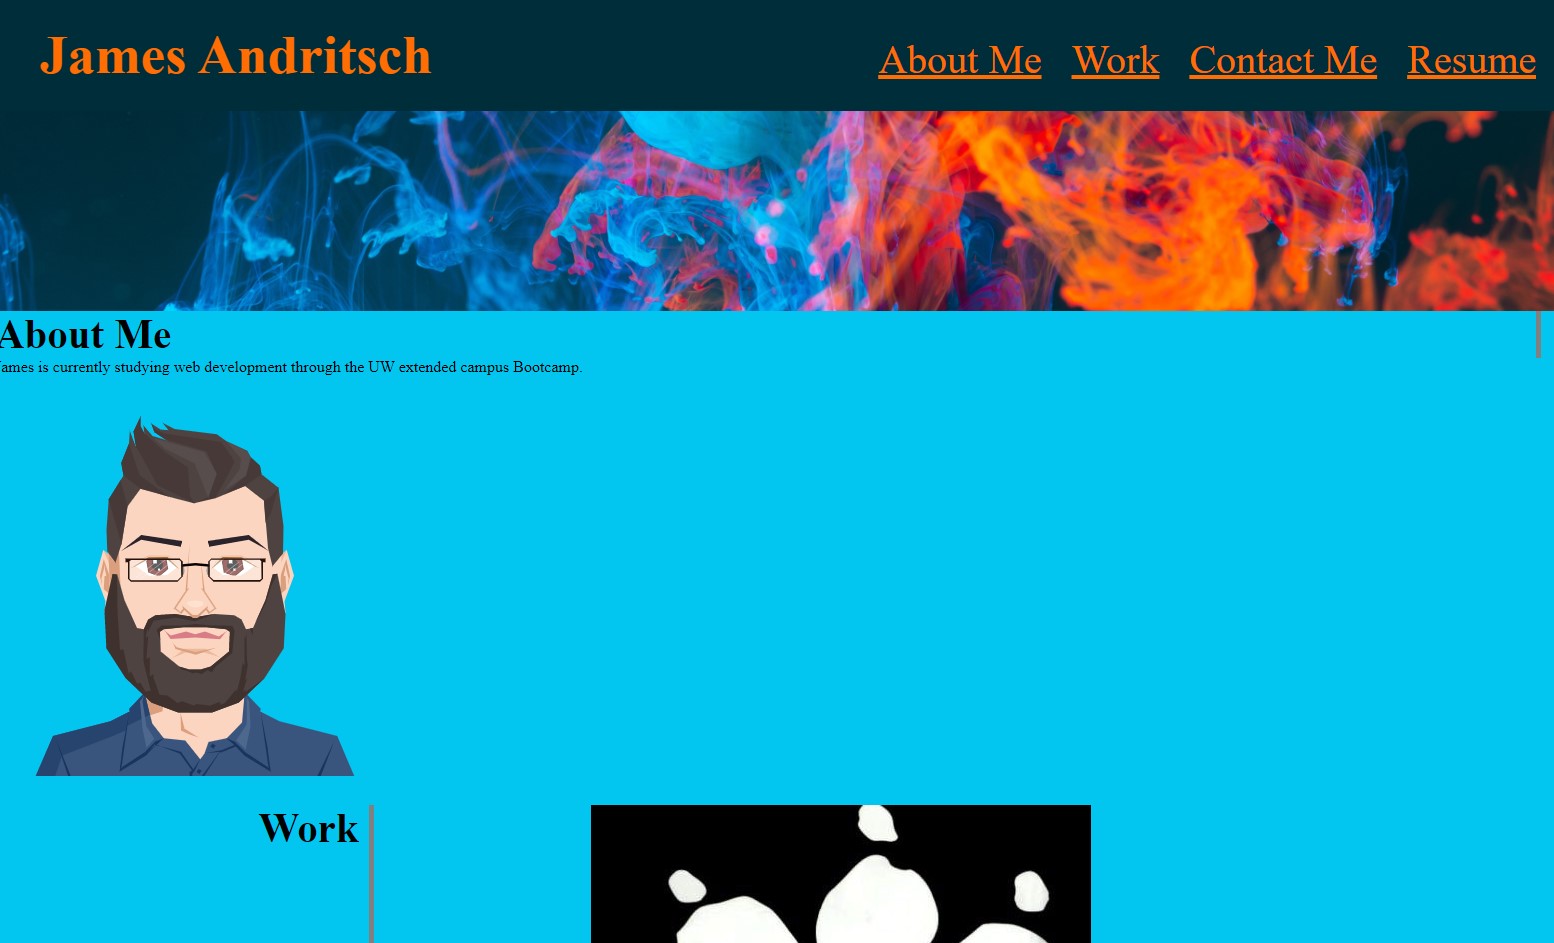 James Andritsch
About Me Work Contact Me Resume
About Me
James is currently studying web development through the UW extended campus Bootcamp.
Work